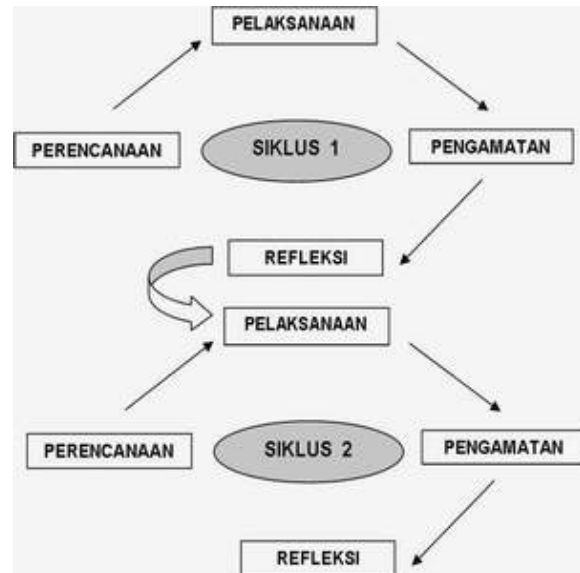 PELAKSANAAN
PERENCANAAN
SIKLUS 1
PENGAMATAN
REFLEKSI
PELAKSANAAN
PERENCANAAN
SIKLUS 2
PENGAMATAN
REFLEKSI